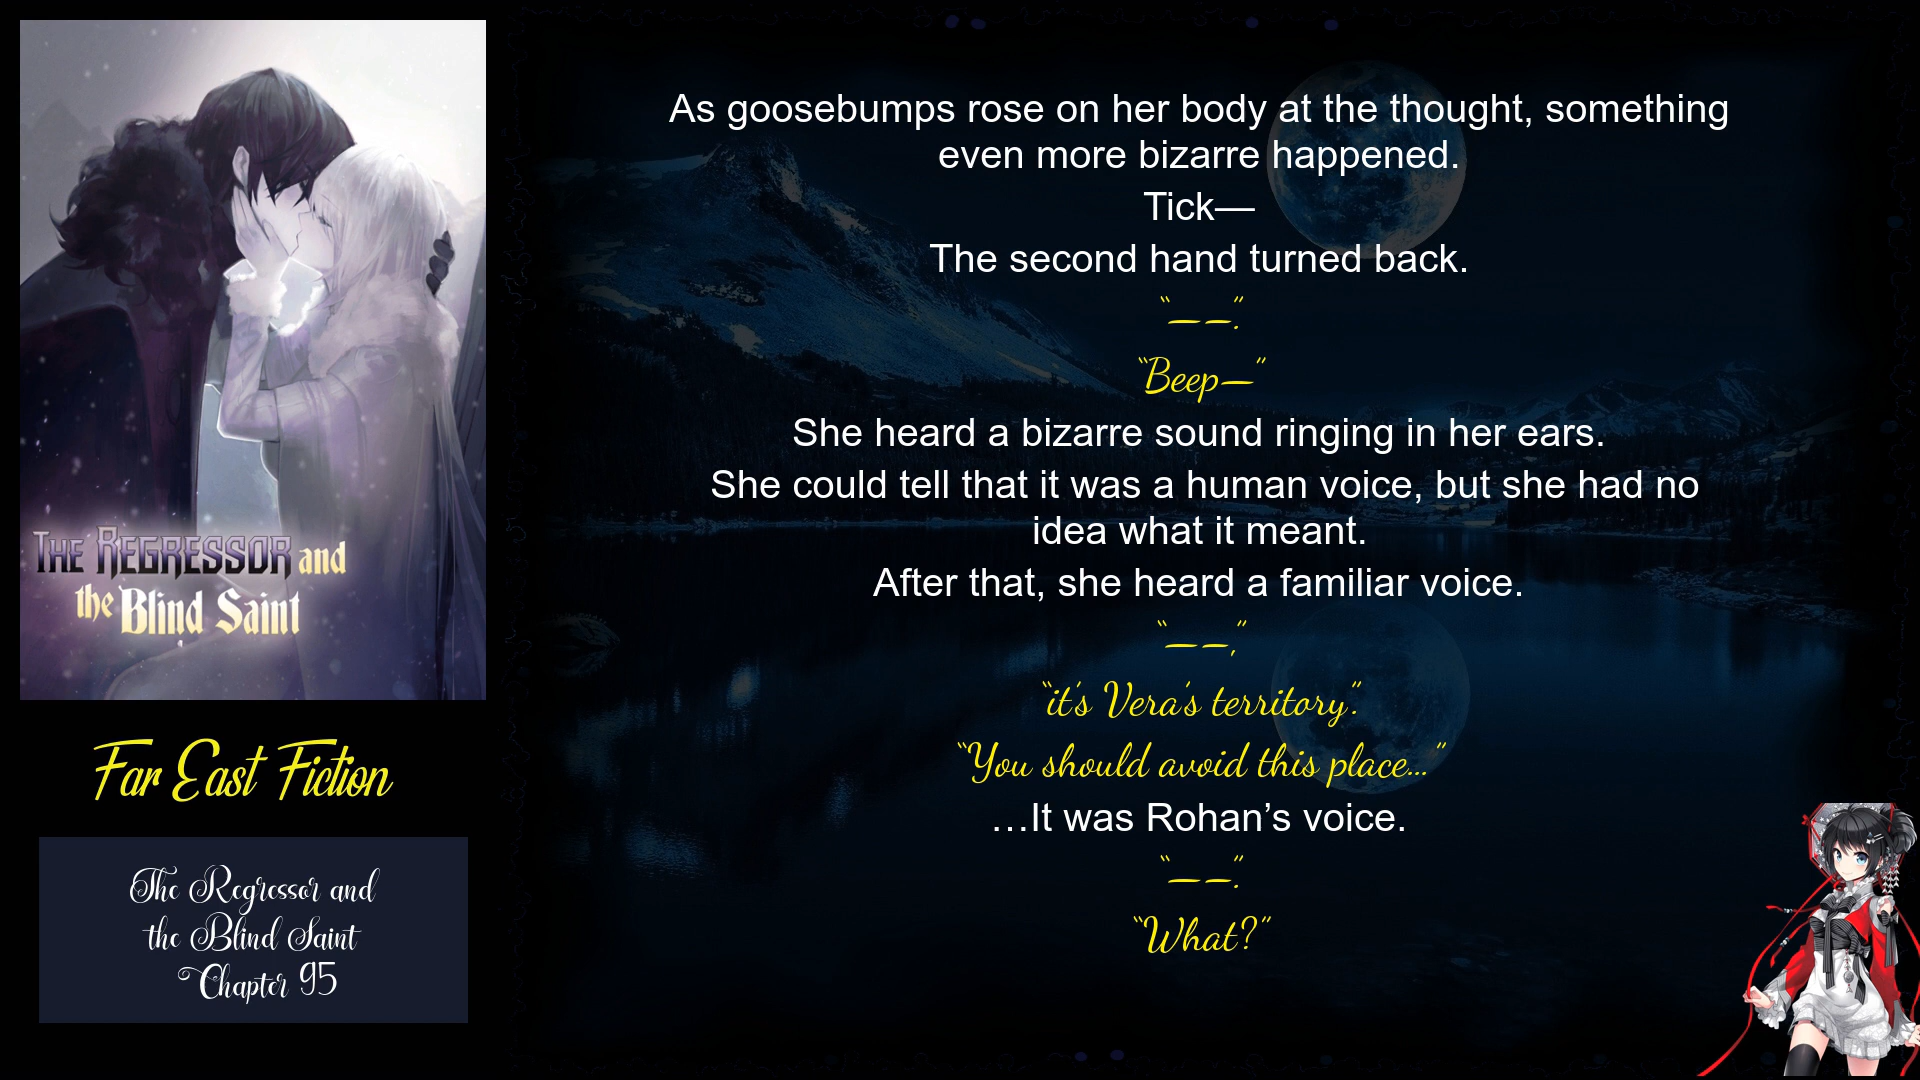 THE REGRESSOR and
the Blind Saint
Far East Fiction
The Regressor and
the Blind Saint
Chapter 95
As goosebumps rose on her body at the thought, something
even more bizarre happened.
Tick—
The second hand turned back.
“——.”
“Beep—”
She heard a bizarre sound ringing in her ears.
She could tell that it was a human voice, but she had no
idea what it meant.
After that, she heard a familiar voice.
“——,”
“it’s Vera’s territory”.
“You should avoid this place…”
…It was Rohan’s voice.
“——.”
“What?”